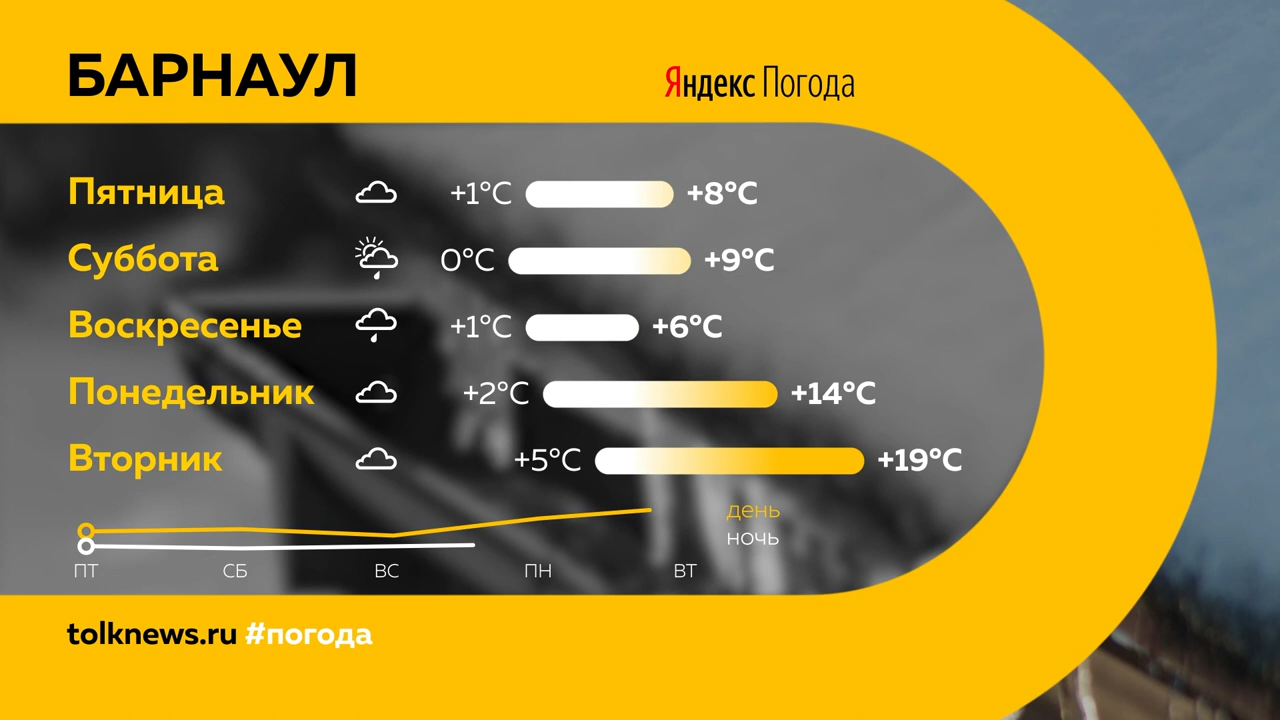 БАРНАУЛ
Яндекс Погода
Пятница +1°C +8°C
Суббота 0°C +9°C
Воскресенье +1°C +6°C
Понедельник +2°C +14°C
Вторник +5°C +19°C
день
ночь
ПТ СБ ВС ПН ВТ
tolknews.ru #погода